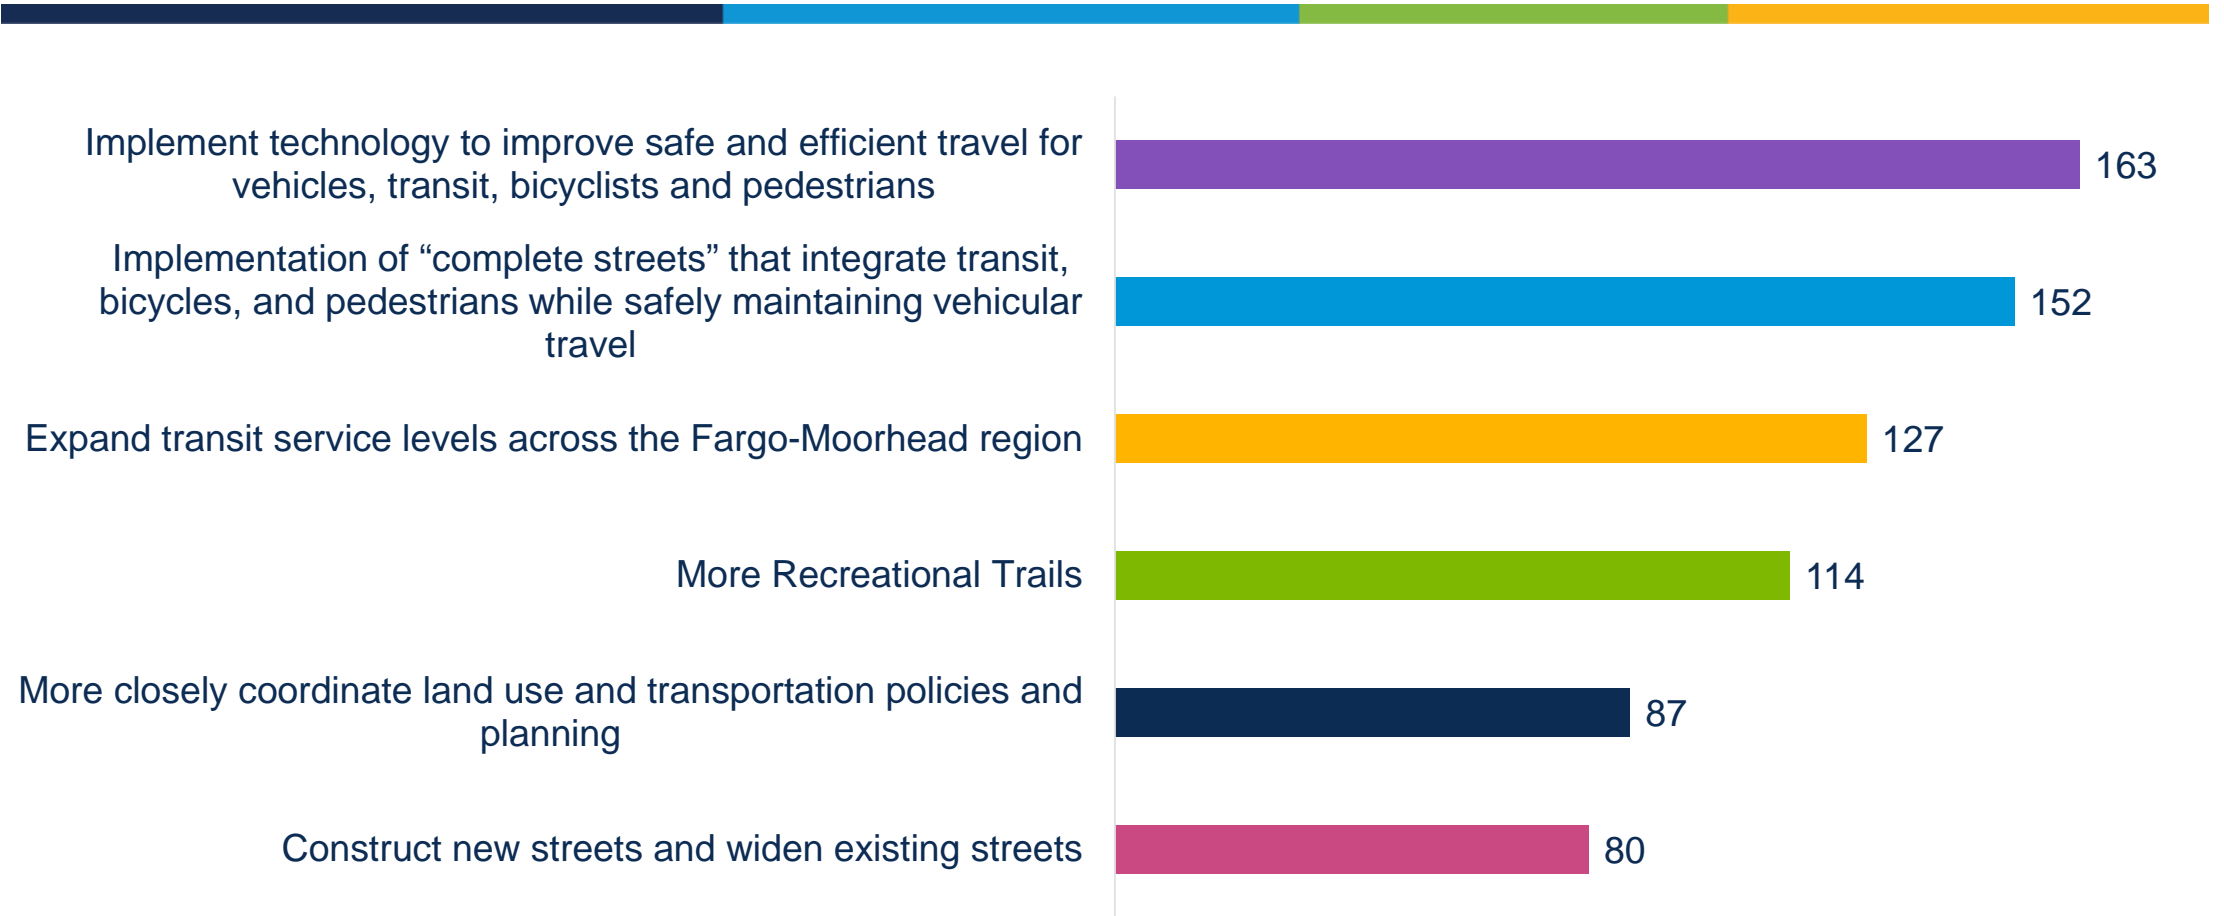 Implement technology to improve safe and efficient travel for
vehicles, transit, bicyclists and pedestrians
163
Implementation of “complete streets” that integrate transit,
bicycles, and pedestrians while safely maintaining vehicular
travel
152
Expand transit service levels across the Fargo-Moorhead region
127
More Recreational Trails
114
More closely coordinate land use and transportation policies and
planning
87
Construct new streets and widen existing streets
80